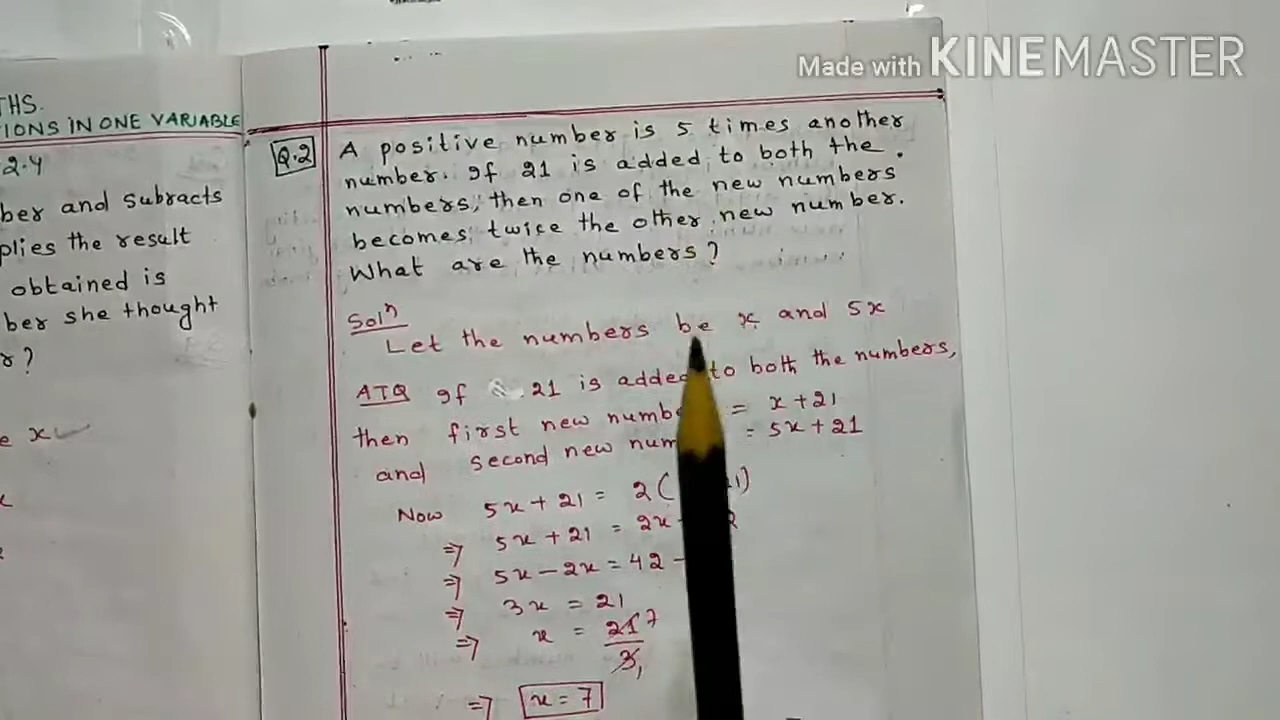 Made with KINEMASTER
THS.
IONS IN ONE VARIABLE
2.4
ber and subracts
plies the result
obtained is
ber she thought
r?
e x
Q.2 A positive number is 5 times another
number. If 21 is added to both the
numbers, then one of the new numbers
becomes twice the other new number.
What are the numbers?
Solⁿ
Let the numbers be x and 5x
ATQ If 21 is added to both the numbers,
then first new = x+21
and second new = 5x+21
Now 5x+21 = 2(
⇒ 5x+21 = 2x
⇒ 5x-2x = 42-
⇒ 3x = 21
⇒ x = 21/3 7 1
⇒ x = 7